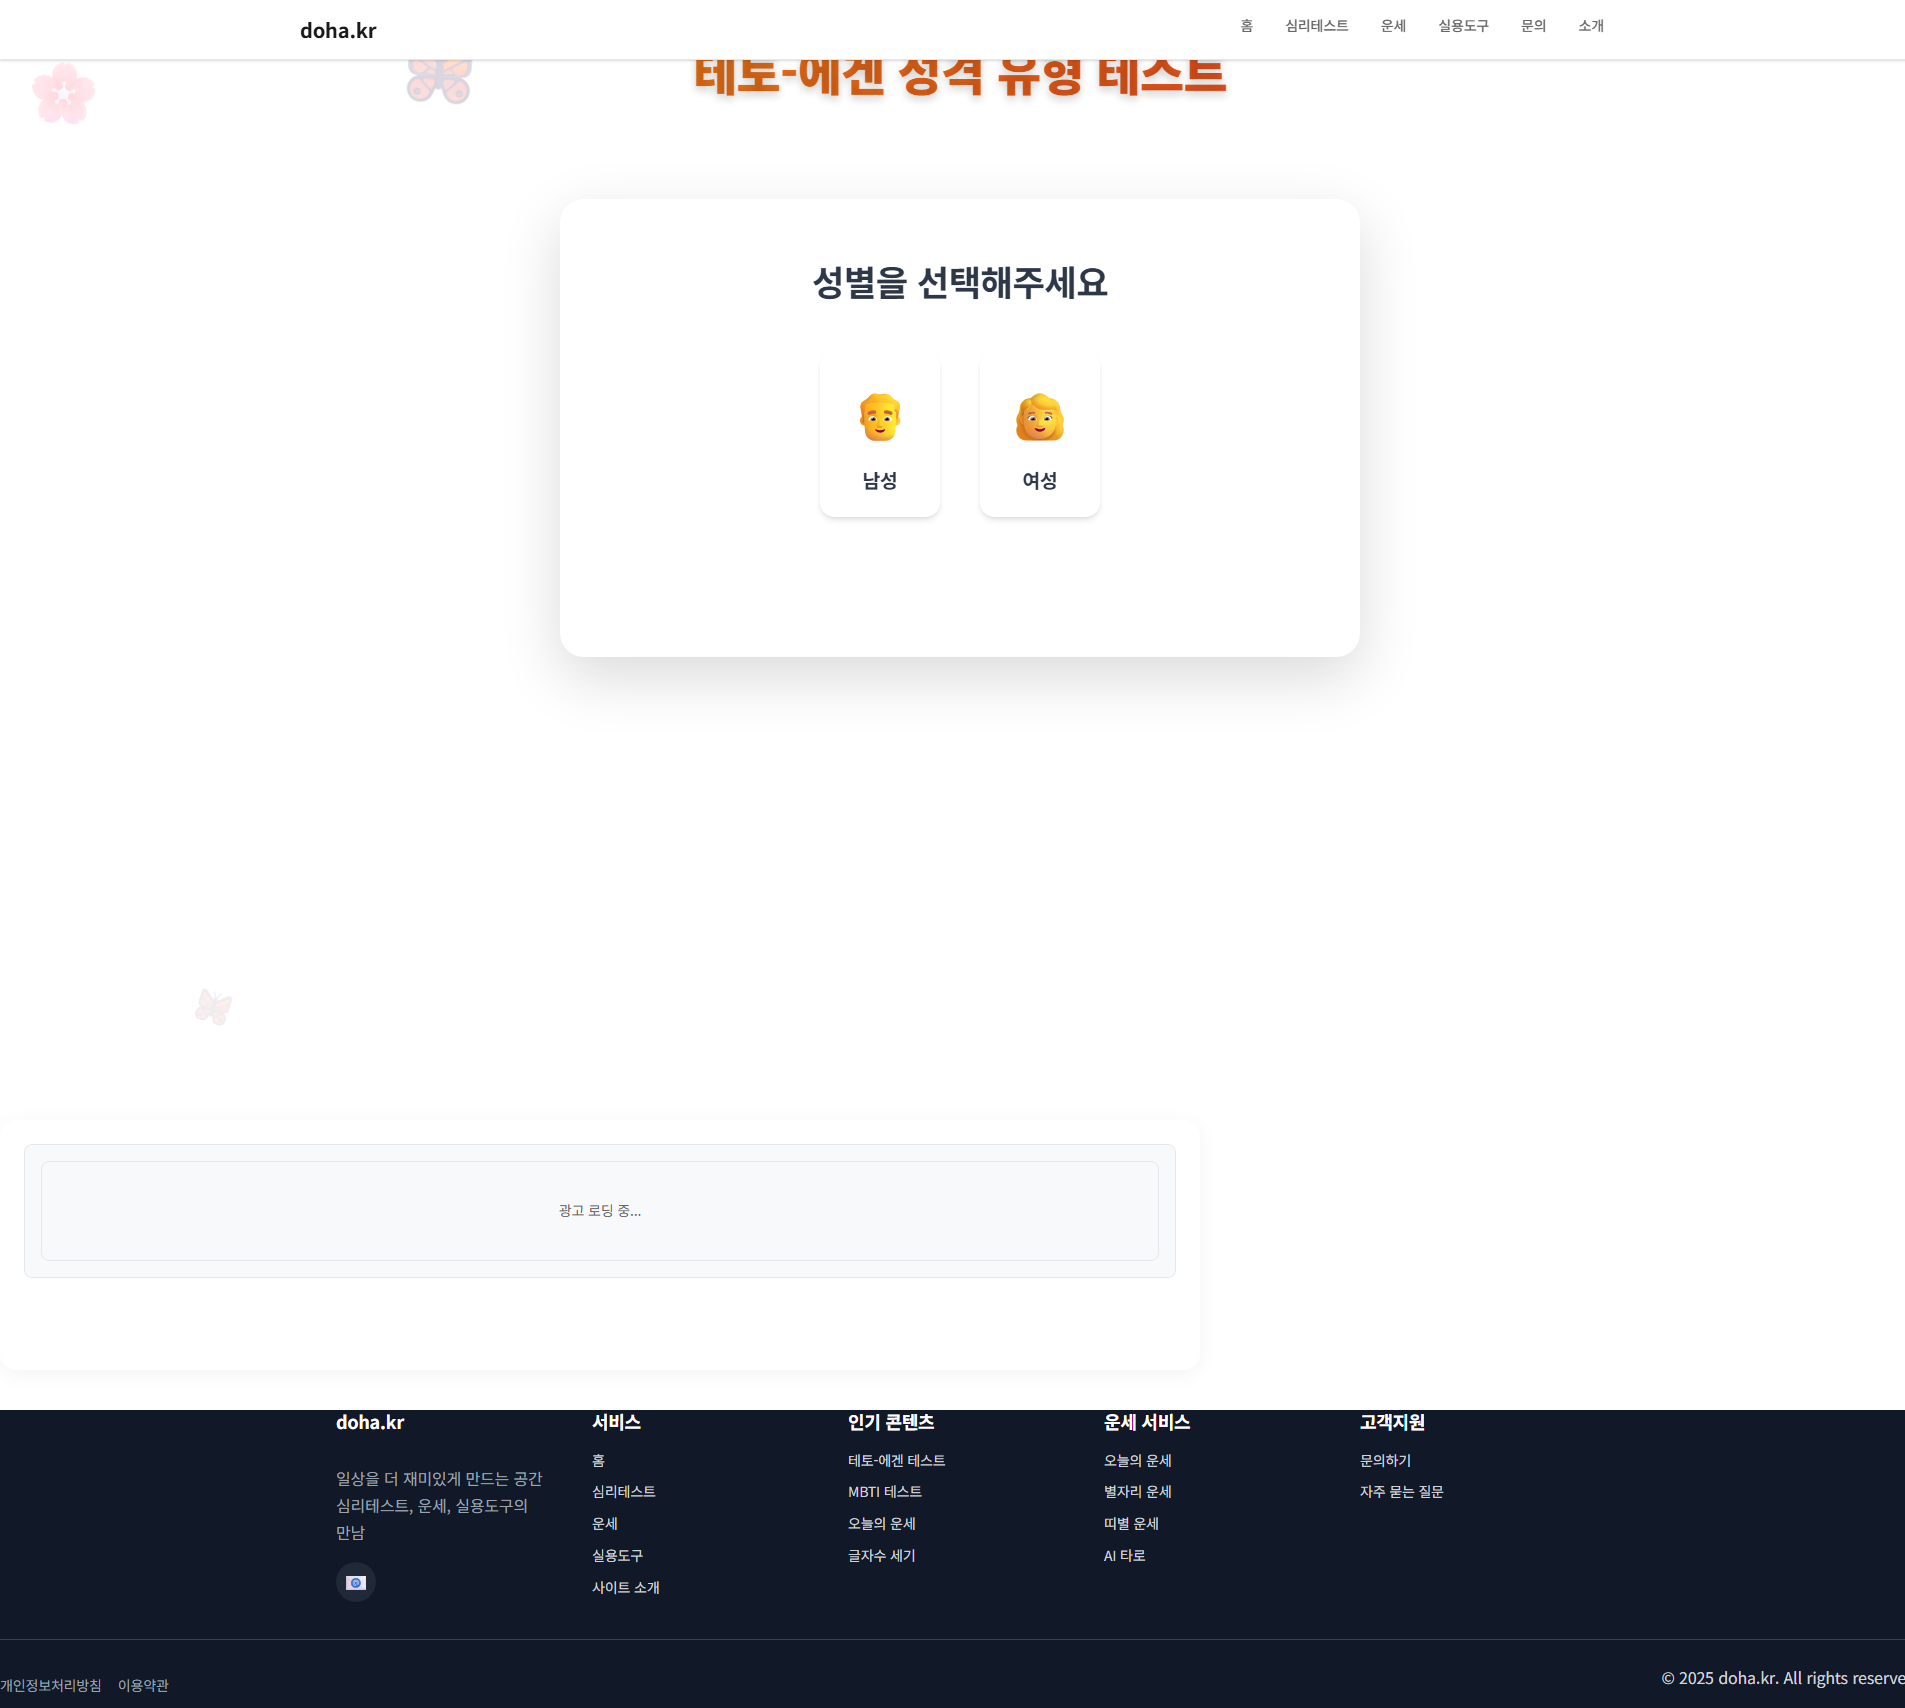 doha.kr
홈 심리테스트 운세 실용도구 문의 소개
테토-에겐 성격 유형 테스트
성별을 선택해주세요
남성 여성
광고 로딩 중...
doha.kr
일상을 더 재미있게 만드는 공간
심리테스트, 운세, 실용도구의
만남
서비스
홈
심리테스트
운세
실용도구
사이트 소개
인기 콘텐츠
테토-에겐 테스트
MBTI 테스트
오늘의 운세
글자수 세기
운세 서비스
오늘의 운세
별자리 운세
띠별 운세
AI 타로
고객지원
문의하기
자주 묻는 질문
개인정보처리방침 이용약관
© 2025 doha.kr. All rights reserve